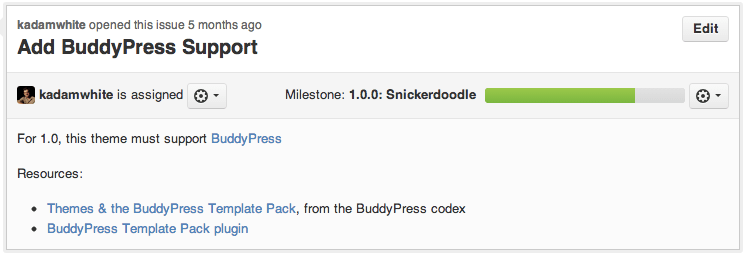 kadamwhite opened this issue 5 months ago
Edit
Add BuddyPress Support
kadamwhite is assigned
Milestone: 1.0.0: Snickerdoodle
For 1.0, this theme must support BuddyPress
Resources:
Themes & the BuddyPress Template Pack, from the BuddyPress codex
BuddyPress Template Pack plugin